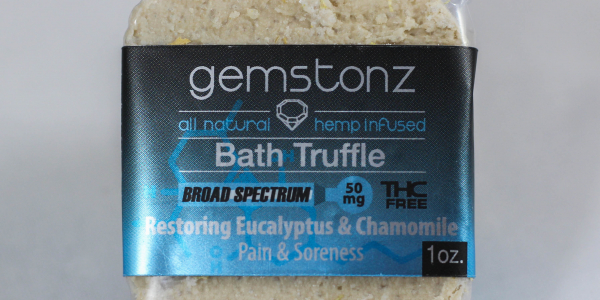 gemstonz
all natural hemp infused
Bath Truffle
BROAD SPECTRUM 50 mg THC FREE
Restoring Eucalyptus & Chamomile
Pain & Soreness
1oz.